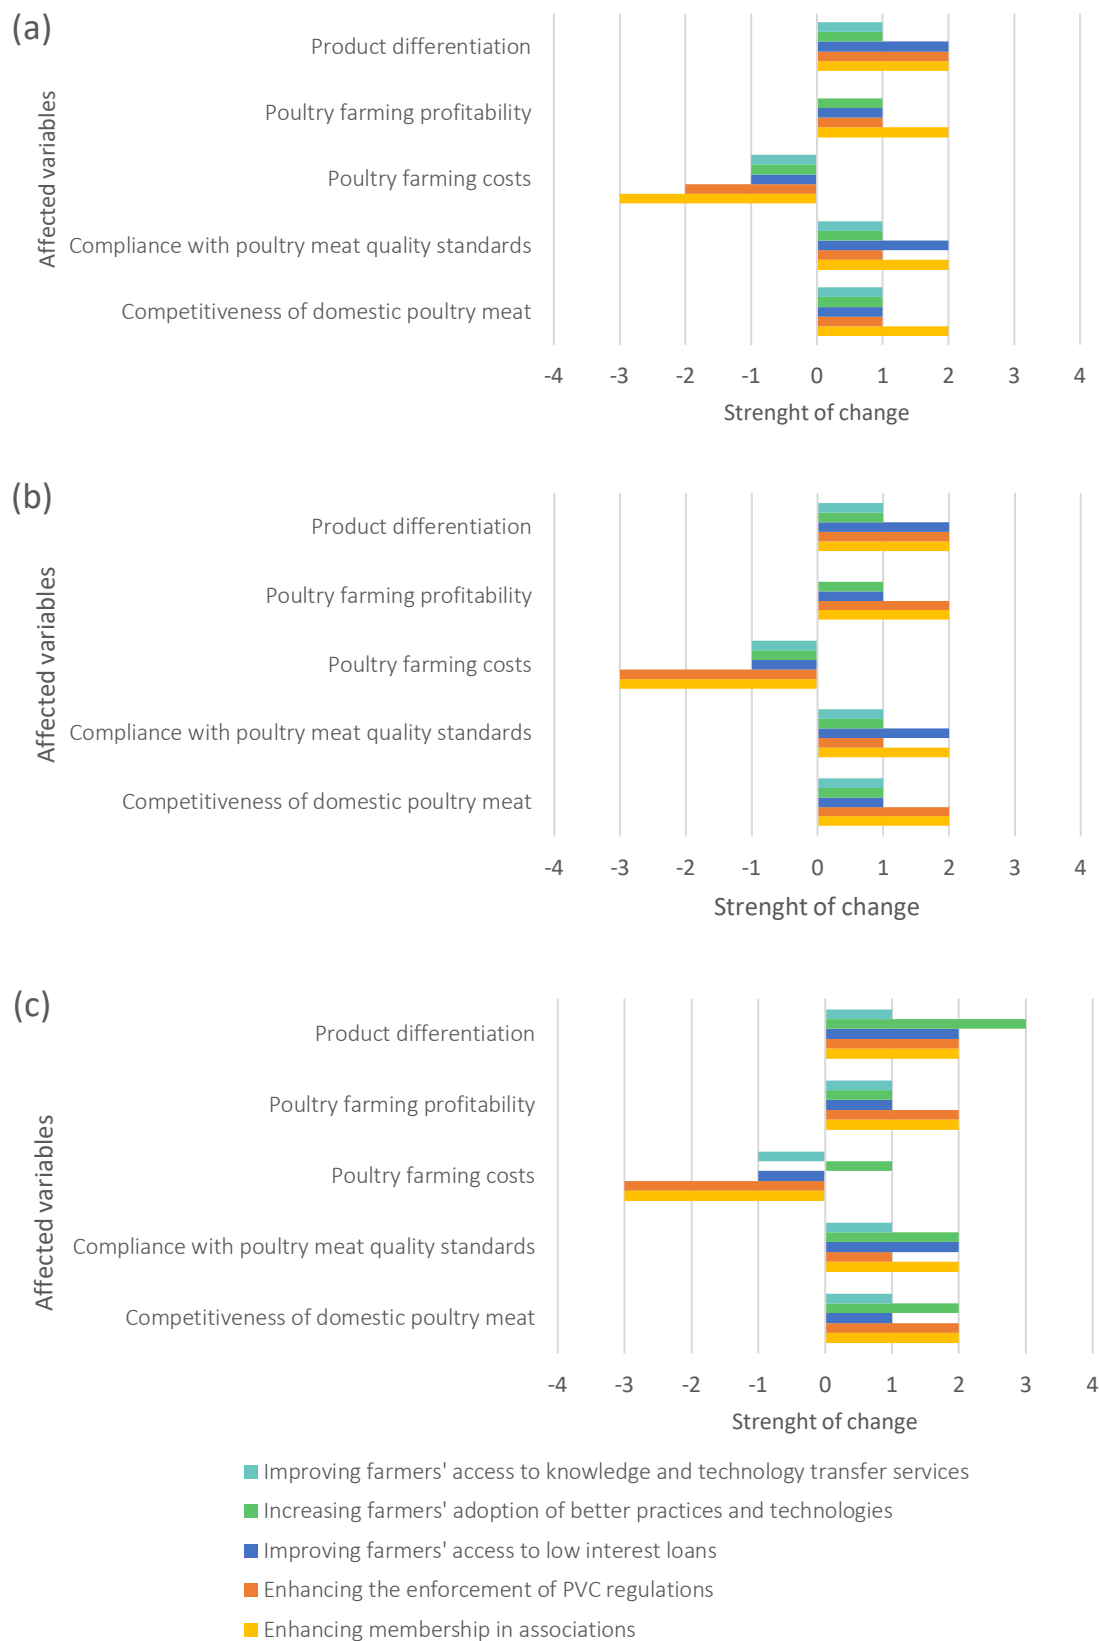 (a)
Affected variables
Product differentiation
Poultry farming profitability
Poultry farming costs
Compliance with poultry meat quality standards
Competitiveness of domestic poultry meat
-4 -3 -2 -1 0 1 2 3 4
Strenght of change
(b)
Affected variables
Product differentiation
Poultry farming profitability
Poultry farming costs
Compliance with poultry meat quality standards
Competitiveness of domestic poultry meat
-4 -3 -2 -1 0 1 2 3 4
Strenght of change
(c)
Affected variables
Product differentiation
Poultry farming profitability
Poultry farming costs
Compliance with poultry meat quality standards
Competitiveness of domestic poultry meat
-4 -3 -2 -1 0 1 2 3 4
Strenght of change
Improving farmers' access to knowledge and technology transfer services
Increasing farmers' adoption of better practices and technologies
Improving farmers' access to low interest loans
Enhancing the enforcement of PVC regulations
Enhancing membership in associations